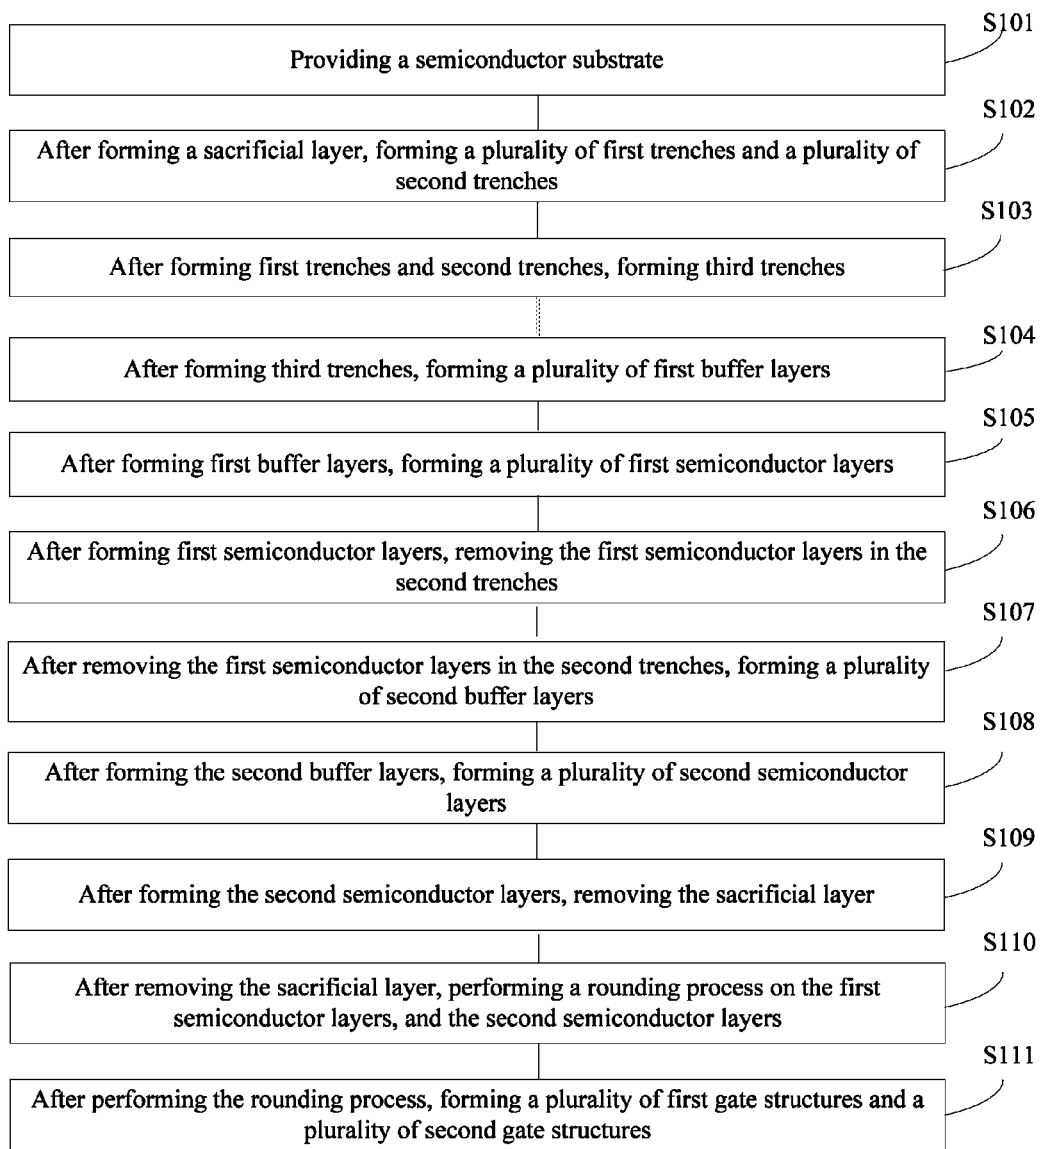 S101
Providing a semiconductor substrate
S102
After forming a sacrificial layer, forming a plurality of first trenches and a plurality of
second trenches
S103
After forming first trenches and second trenches, forming third trenches
S104
After forming third trenches, forming a plurality of first buffer layers
S105
After forming first buffer layers, forming a plurality of first semiconductor layers
S106
After forming first semiconductor layers, removing the first semiconductor layers in the
second trenches
S107
After removing the first semiconductor layers in the second trenches, forming a plurality
of second buffer layers
S108
After forming the second buffer layers, forming a plurality of second semiconductor
layers
S109
After forming the second semiconductor layers, removing the sacrificial layer
S110
After removing the sacrificial layer, performing a rounding process on the first
semiconductor layers, and the second semiconductor layers
S111
After performing the rounding process, forming a plurality of first gate structures and a
plurality of second gate structures